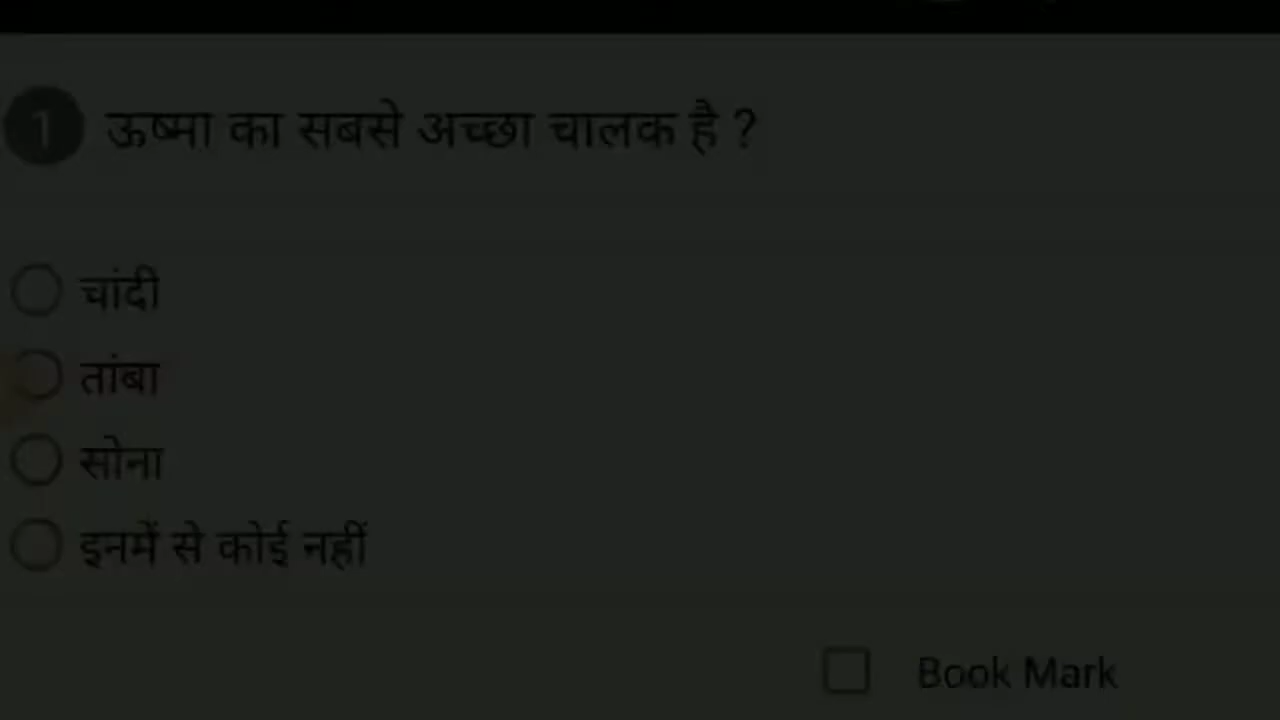 1 ऊष्मा का सबसे अच्छा चालक है ?
चांदी
तांबा
सोना
इनमें से कोई नहीं
Book Mark